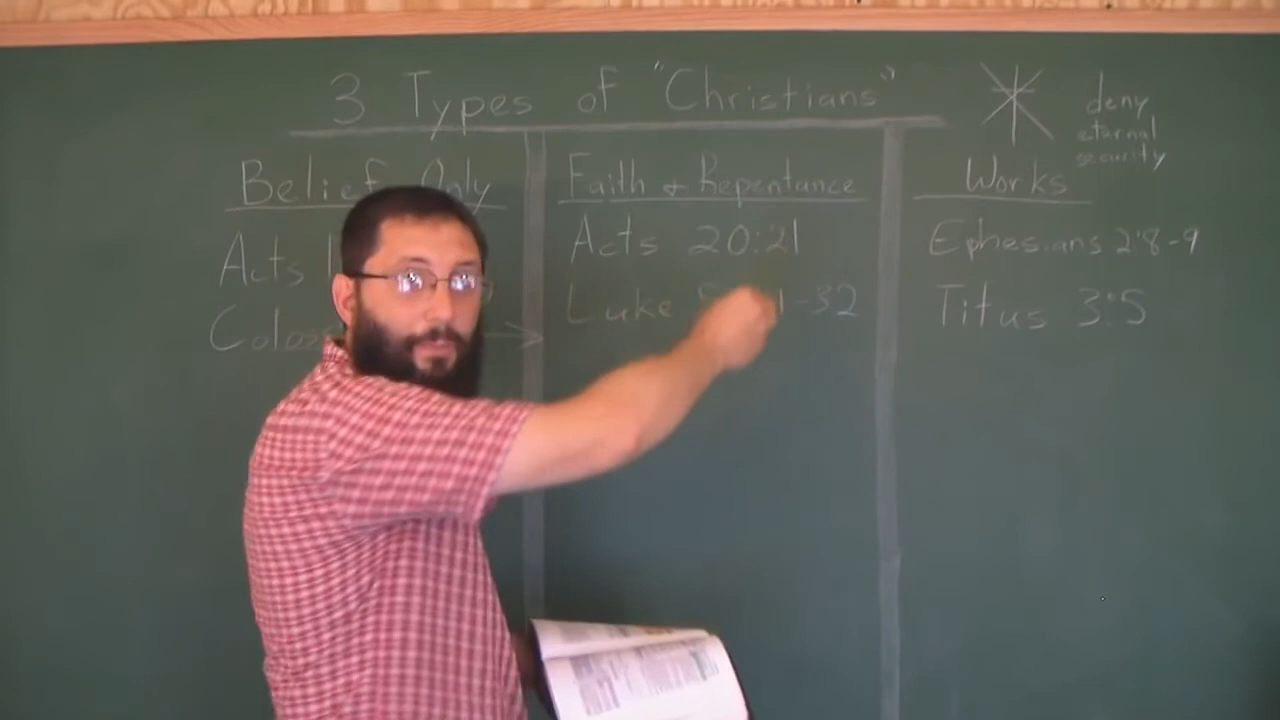 3 Types of "Christians"
deny
eternal
security
Belief Only
Acts
Faith & Repentance
Acts 20:21
Luke -32
Works
Ephesians 2:8-9
Titus 3:5